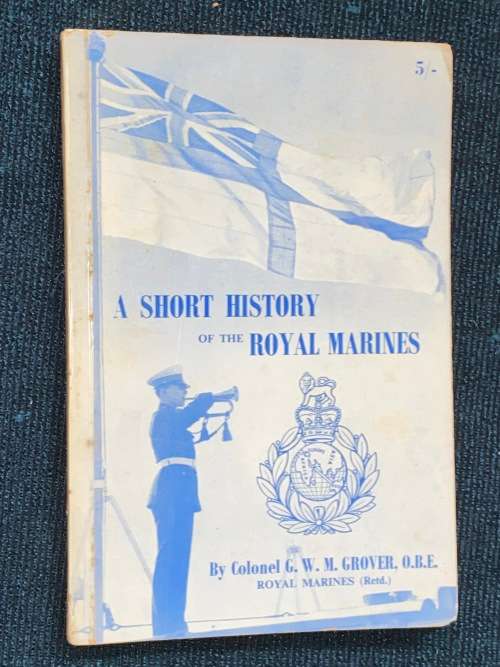 5/-
A SHORT HISTORY
OF THE ROYAL MARINES
By Colonel G. W. M. GROVER, O.B.E.
ROYAL MARINES (Retd.)